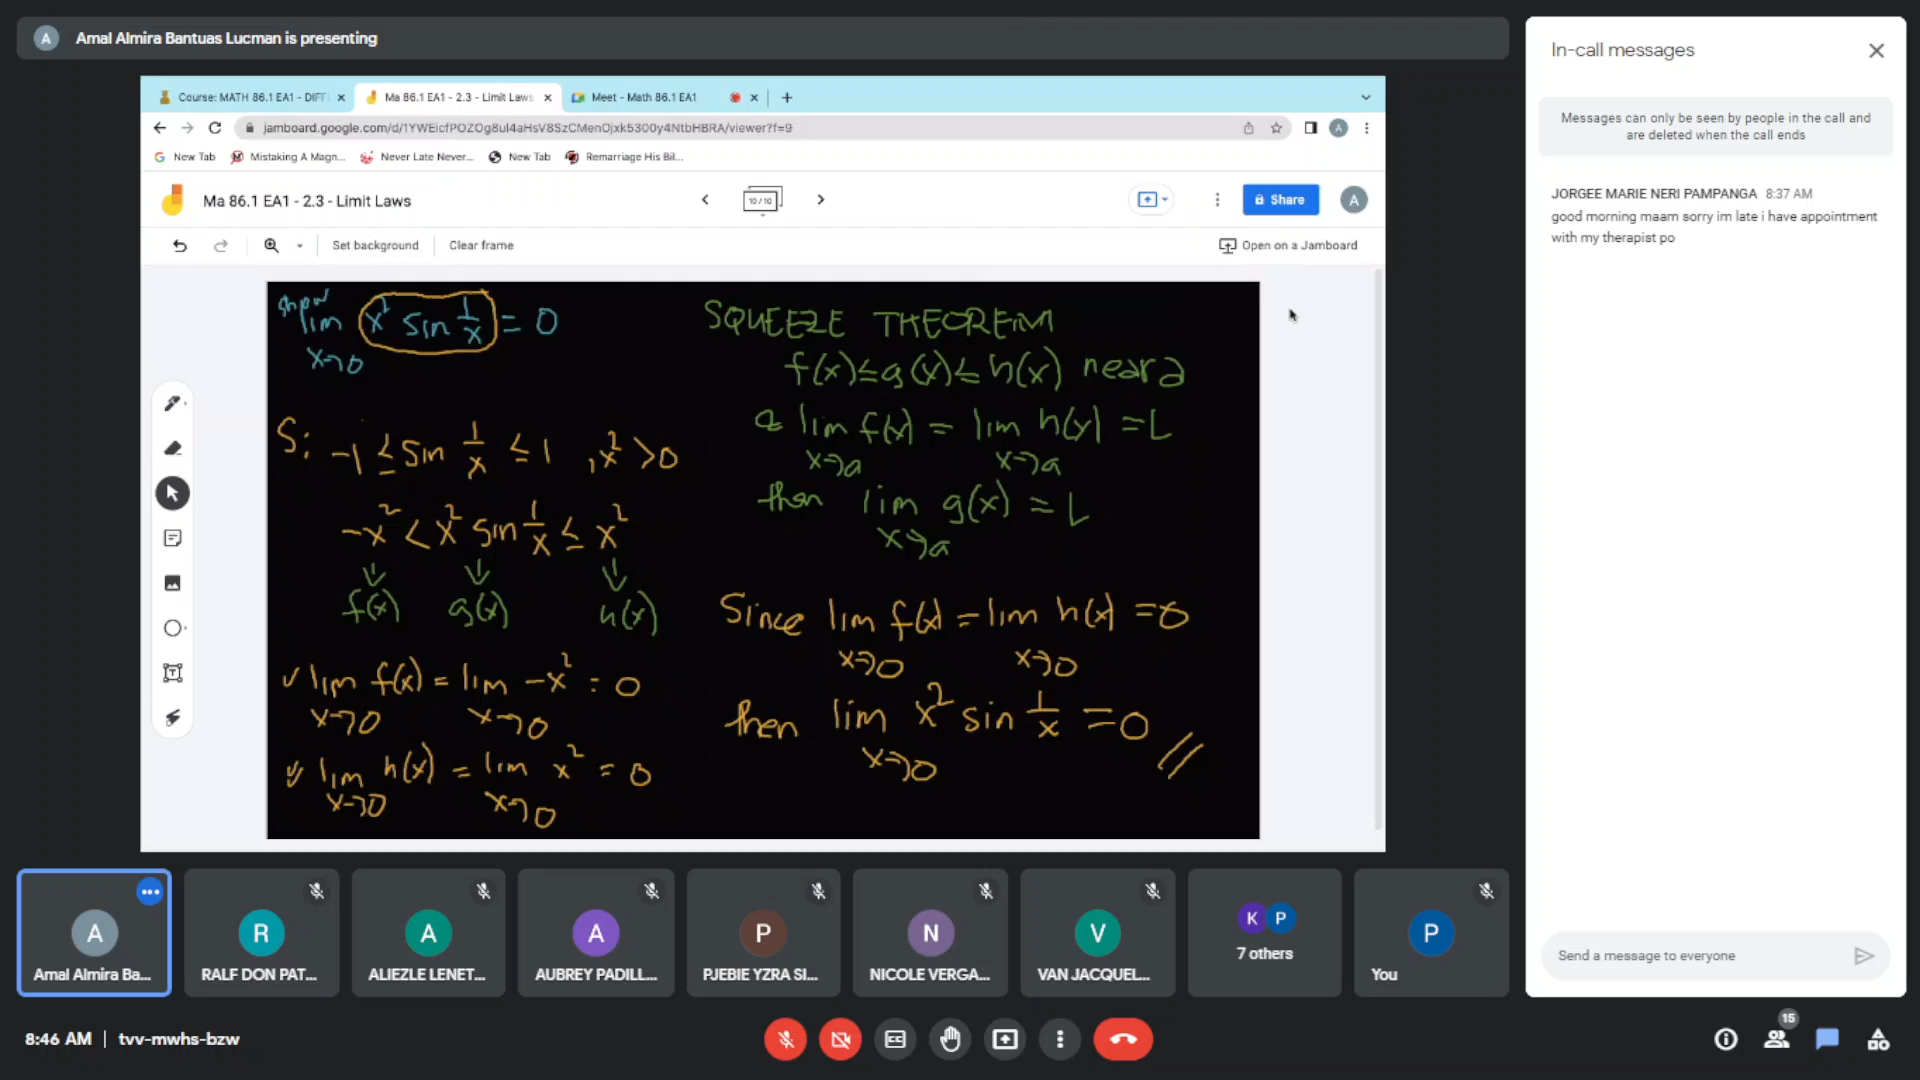 Amal Almira Bantuas Lucman is presenting
Course: MATH 86.1 EA1 - DIFF
Ma 86.1 EA1 - 2.3 - Limit Laws
Meet - Math 86.1 EA1
jamboard.google.com/d/1YWEicfPOZOg8ul4aHsV8SzCMenOjxk5300y4NtbHBRA/viewer?f=9
New Tab
Mistaking A Magn...
Never Late Never...
New Tab
Remarriage His Bil...
Ma 86.1 EA1 - 2.3 - Limit Laws
10 / 10
Share
Set background
Clear frame
Open on a Jamboard
show
lim x² sin 1/x = 0
x→0
S: -1 ≤ sin 1/x ≤ 1 , x² > 0
-x² < x² sin 1/x ≤ x²
f(x) g(x) h(x)
lim f(x) = lim -x² = 0
x→0 x→0
lim h(x) = lim x² = 0
x→0 x→0
SQUEEZE THEOREM
f(x) ≤ g(x) ≤ h(x) near a
& lim f(x) = lim h(x) = L
x→a x→a
then lim g(x) = L
x→a
Since lim f(x) = lim h(x) = 0
x→0 x→0
then lim x² sin 1/x = 0 //
x→0
In-call messages
Messages can only be seen by people in the call and
are deleted when the call ends
JORGEE MARIE NERI PAMPANGA 8:37 AM
good morning maam sorry im late i have appointment
with my therapist po
Send a message to everyone
A
Amal Almira Ba...
R
RALF DON PAT...
A
ALIEZLE LENET...
A
AUBREY PADILL...
P
PJEBIE YZRA SI...
N
NICOLE VERGA...
V
VAN JACQUEL...
K P
7 others
P
You
8:46 AM | tvv-mwhs-bzw
15